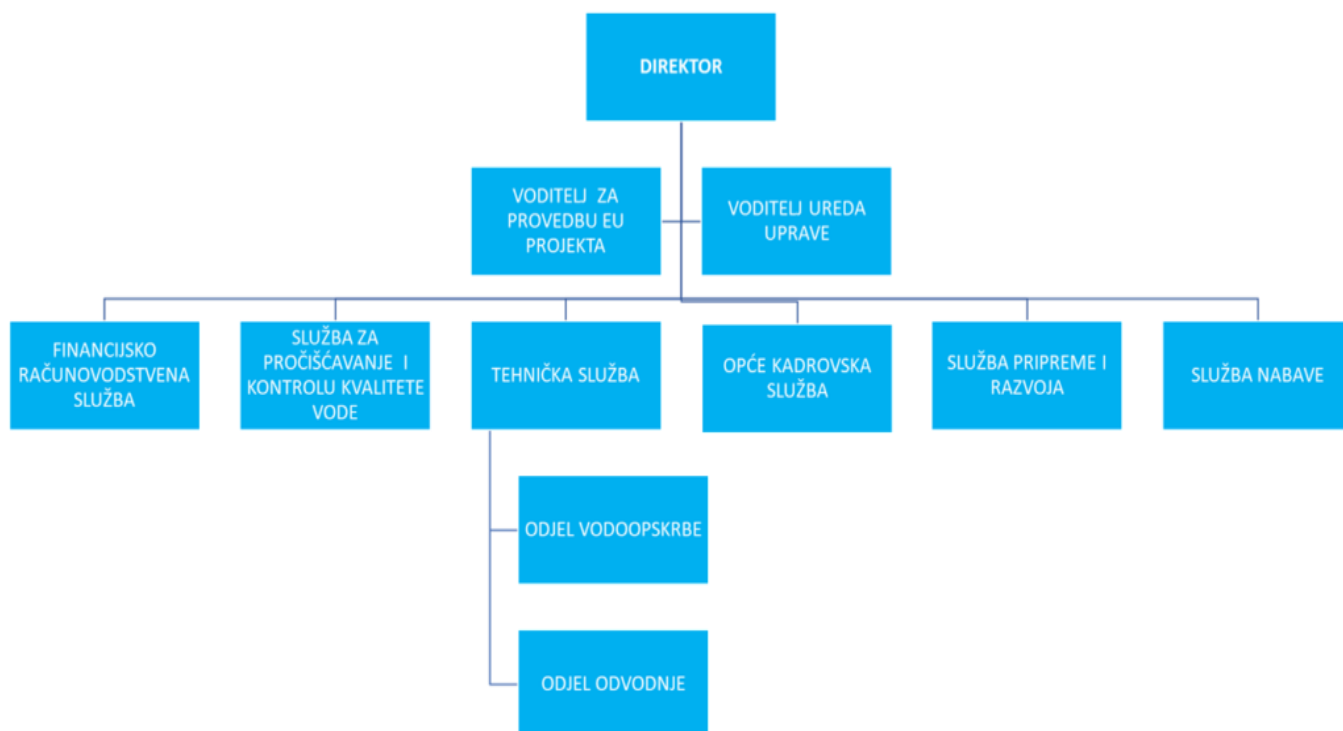 DIREKTOR
VODITELJ ZA
PROVEDBU EU
PROJEKTA
VODITELJ UREDA
UPRAVE
FINANCIJSKO
RAČUNOVODSTVENA
SLUŽBA
SLUŽBA ZA
PROČIŠĆAVANJE I
KONTROLU KVALITETE
VODE
TEHNIČKA SLUŽBA
OPĆE KADROVSKA
SLUŽBA
SLUŽBA PRIPREME I
RAZVOJA
SLUŽBA NABAVE
ODJEL VODOOPSKRBE
ODJEL ODVODNJE